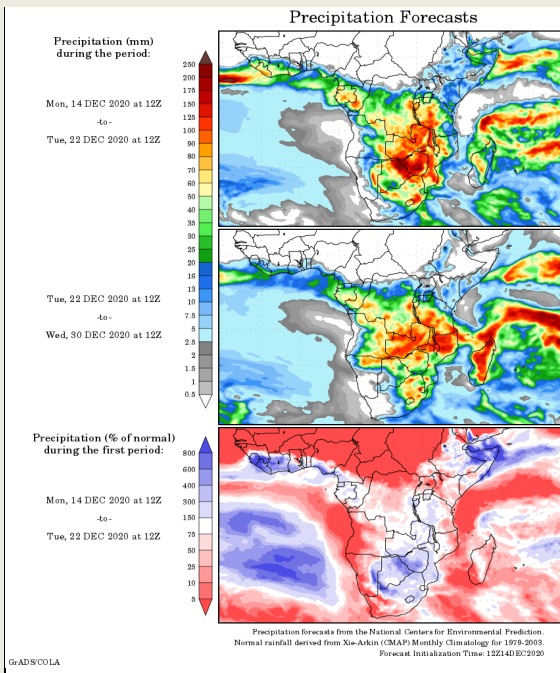 Precipitation Forecasts
Precipitation (mm)
during the period:
Mon, 14 DEC 2020 at 12Z
-to-
Tue, 22 DEC 2020 at 12Z
250
200
175
150
125
100
90
80
70
60
50
40
35
30
25
20
16
13
10
7.5
5
2.5
2
1.5
1
0.5
Tue, 22 DEC 2020 at 12Z
-to-
Wed, 30 DEC 2020 at 12Z
Precipitation (% of normal)
during the first period:
Mon, 14 DEC 2020 at 12Z
-to-
Tue, 22 DEC 2020 at 12Z
800
600
400
300
150
75
50
25
10
5
Precipitation forecasts from the National Centers for Environmental Prediction.
Normal rainfall derived from Xie-Arkin (CMAP) Monthly Climatology for 1979-2003.
Forecast Initialization Time: 12Z14DEC2020
GrADS/COLA